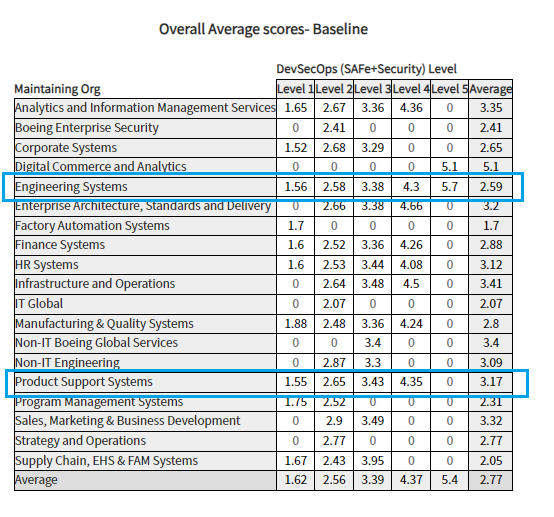 Overall Average scores- Baseline
DevSecOps (SAFe+Security) Level
Maintaining Org Level 1 Level 2 Level 3 Level 4 Level 5 Average
Analytics and Information Management Services 1.65 2.67 3.36 4.36 0 3.35
Boeing Enterprise Security 0 2.41 0 0 0 2.41
Corporate Systems 1.52 2.68 3.29 0 0 2.65
Digital Commerce and Analytics 0 0 0 0 5.1 5.1
Engineering Systems 1.56 2.58 3.38 4.3 5.7 2.59
Enterprise Architecture, Standards and Delivery 0 2.66 3.38 4.66 0 3.2
Factory Automation Systems 1.7 0 0 0 0 1.7
Finance Systems 1.6 2.52 3.36 4.26 0 2.88
HR Systems 1.6 2.53 3.44 4.08 0 3.12
Infrastructure and Operations 0 2.64 3.48 4.5 0 3.41
IT Global 0 2.07 0 0 0 2.07
Manufacturing & Quality Systems 1.88 2.48 3.36 4.24 0 2.8
Non-IT Boeing Global Services 0 0 3.4 0 0 3.4
Non-IT Engineering 0 2.87 3.3 0 0 3.09
Product Support Systems 1.55 2.65 3.43 4.35 0 3.17
Program Management Systems 1.75 2.52 0 0 0 2.31
Sales, Marketing & Business Development 0 2.9 3.49 0 0 3.32
Strategy and Operations 0 2.77 0 0 0 2.77
Supply Chain, EHS & FAM Systems 1.67 2.43 3.95 0 0 2.05
Average 1.62 2.56 3.39 4.37 5.4 2.77